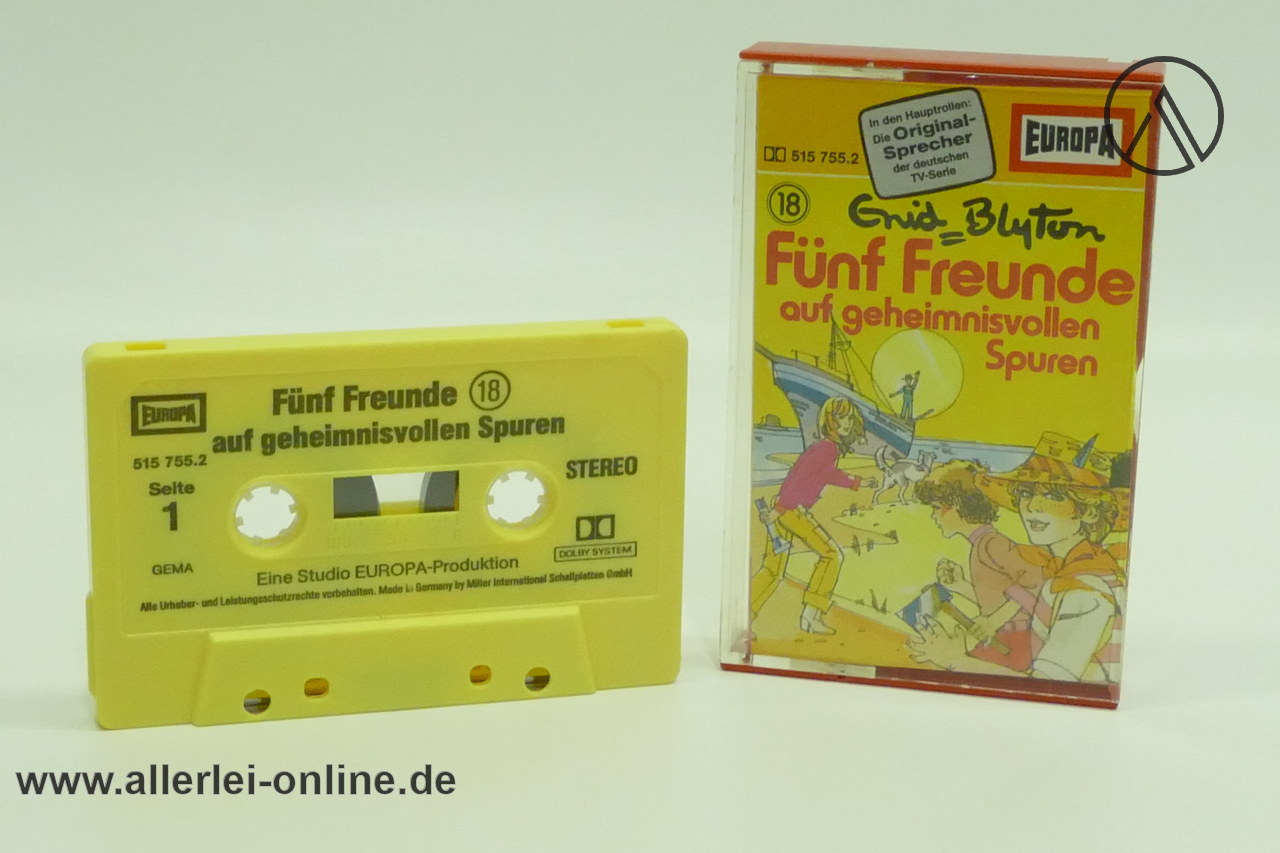 Fünf Freunde 18
auf geheimnisvollen Spuren
EUROPA
515 755.2
Seite
1
GEMA
STEREO
DOLBY SYSTEM
Eine Studio EUROPA-Produktion
Alle Urheber- und Leistungsschutzrechte vorbehalten. Made in Germany by Miller International Schallplatten GmbH
In den Hauptrollen:
Die Original-
Sprecher
der deutschen
TV-Serie
EUROPA
515 755.2
18
Enid Blyton
Fünf Freunde
auf geheimnisvollen
Spuren
www.allerlei-online.de